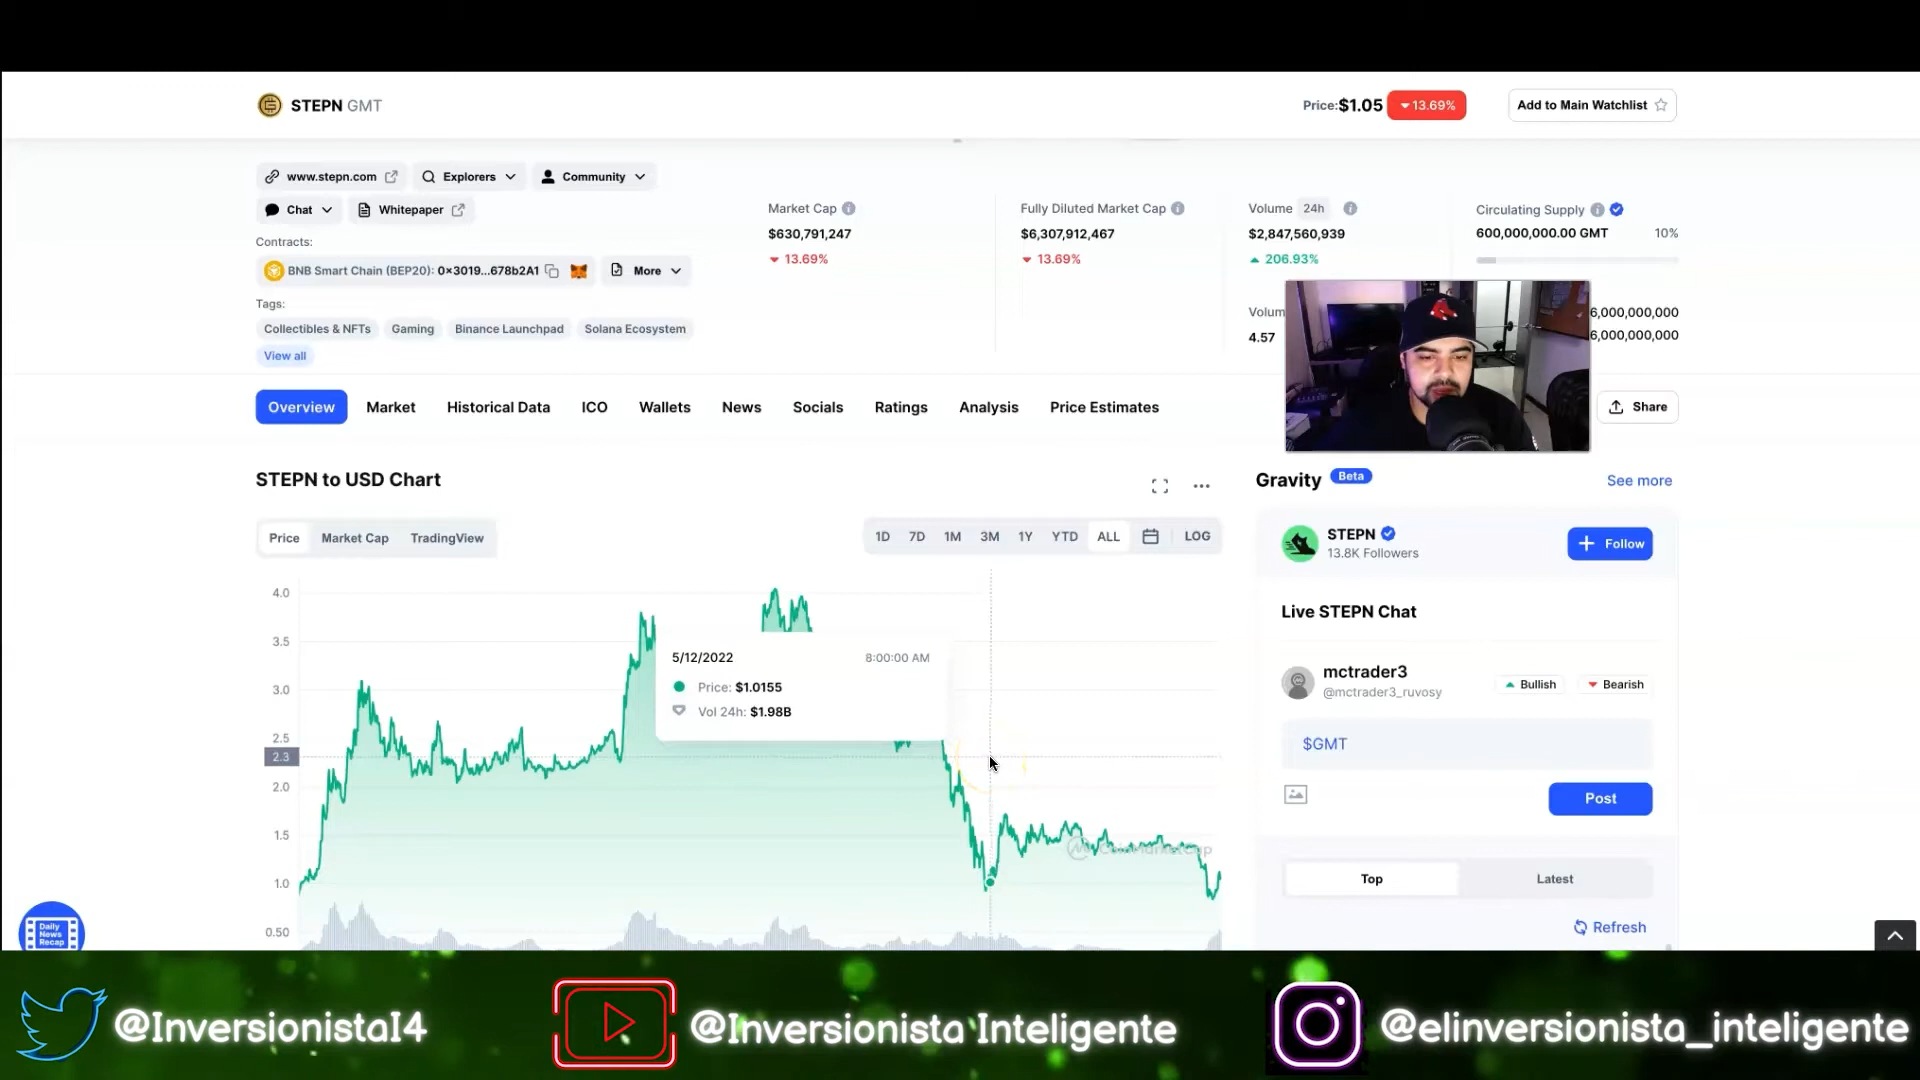 STEPN GMT
Price:$1.05 13.69% Add to Main Watchlist
www.stepn.com Explorers Community
Chat Whitepaper
Contracts:
BNB Smart Chain (BEP20): 0x3019...678b2A1 More
Tags:
Collectibles & NFTs Gaming Binance Launchpad Solana Ecosystem
View all
Market Cap
$630,791,247
13.69%
Fully Diluted Market Cap
$6,307,912,467
13.69%
Volume 24h
$2,847,560,939
206.93%
Volum
4.57
Circulating Supply
600,000,000.00 GMT 10%
6,000,000,000
6,000,000,000
Overview Market Historical Data ICO Wallets News Socials Ratings Analysis Price Estimates
Share
STEPN to USD Chart
Price Market Cap TradingView
1D 7D 1M 3M 1Y YTD ALL LOG
4.0
3.5
3.0
2.5
2.3
2.0
1.5
1.0
0.50
5/12/2022 8:00:00 AM
Price: $1.0155
Vol 24h: $1.98B
CoinMarketCap
Gravity Beta See more
STEPN
13.8K Followers
Follow
Live STEPN Chat
mctrader3
@mctrader3_ruvosy
Bullish Bearish
$GMT
Post
Top Latest
Refresh
Daily
News
Recap
@InversionistaI4 @Inversionista Inteligente @elinversionista_inteligente